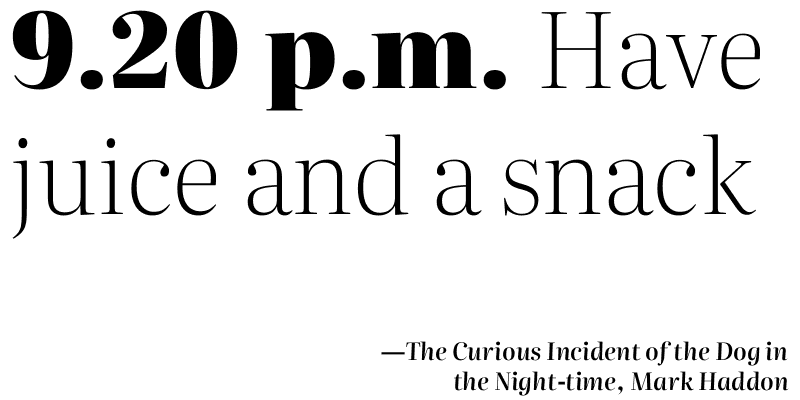 9.20 p.m. Have
juice and a snack
—The Curious Incident of the Dog in
the Night-time, Mark Haddon